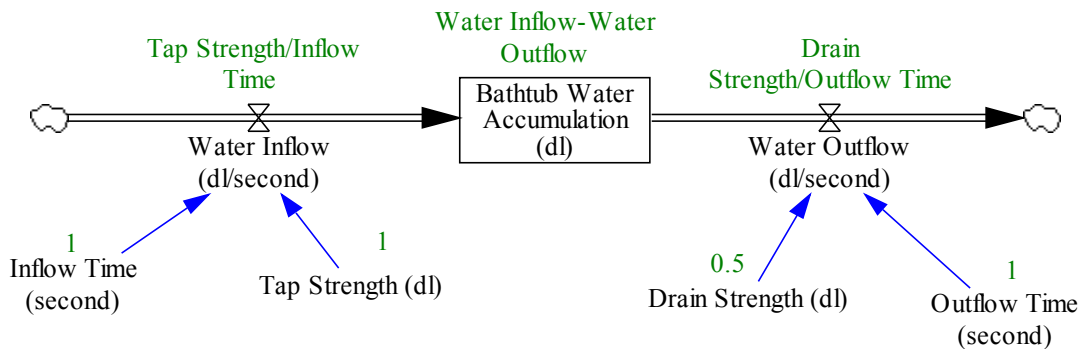 Tap Strength/Inflow
Time
Water Inflow-Water
Outflow
Drain
Strength/Outflow Time
Bathtub Water
Accumulation
(dl)
Water Inflow
(dl/second)
Water Outflow
(dl/second)
1
Inflow Time
(second)
1
Tap Strength (dl)
0.5
Drain Strength (dl)
1
Outflow Time
(second)